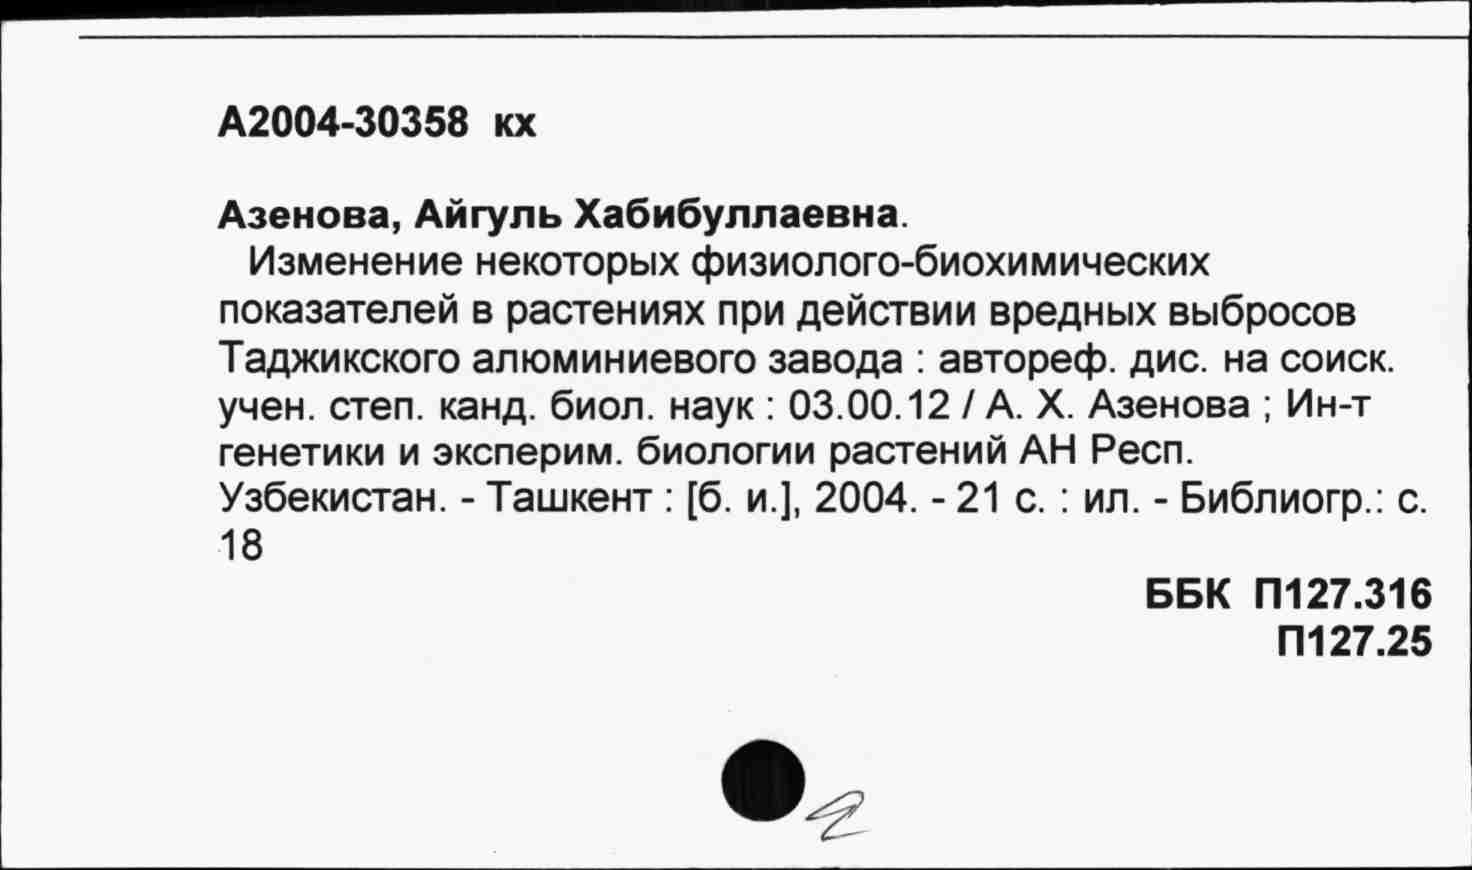 А2004-30358 кх
Азенова, Айгуль Хабибуллаевна.
Изменение некоторых физиолого-биохимических
показателей в растениях при действии вредных выбросов
Таджикского алюминиевого завода : автореф. дис. на соиск.
учен. степ. канд. биол. наук : 03.00.12 / А. Х. Азенова ; Ин-т
генетики и эксперим. биологии растений АН Респ.
Узбекистан. - Ташкент : [б. и.], 2004. - 21 с. : ил. - Библиогр.: с.
18
ББК П127.316
П127.25